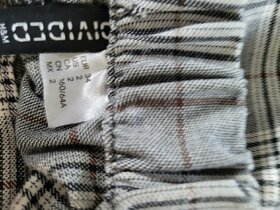 DIVIDED
H&M
EUR 34
US 2
CA 2
CN 160/64A
MX 2